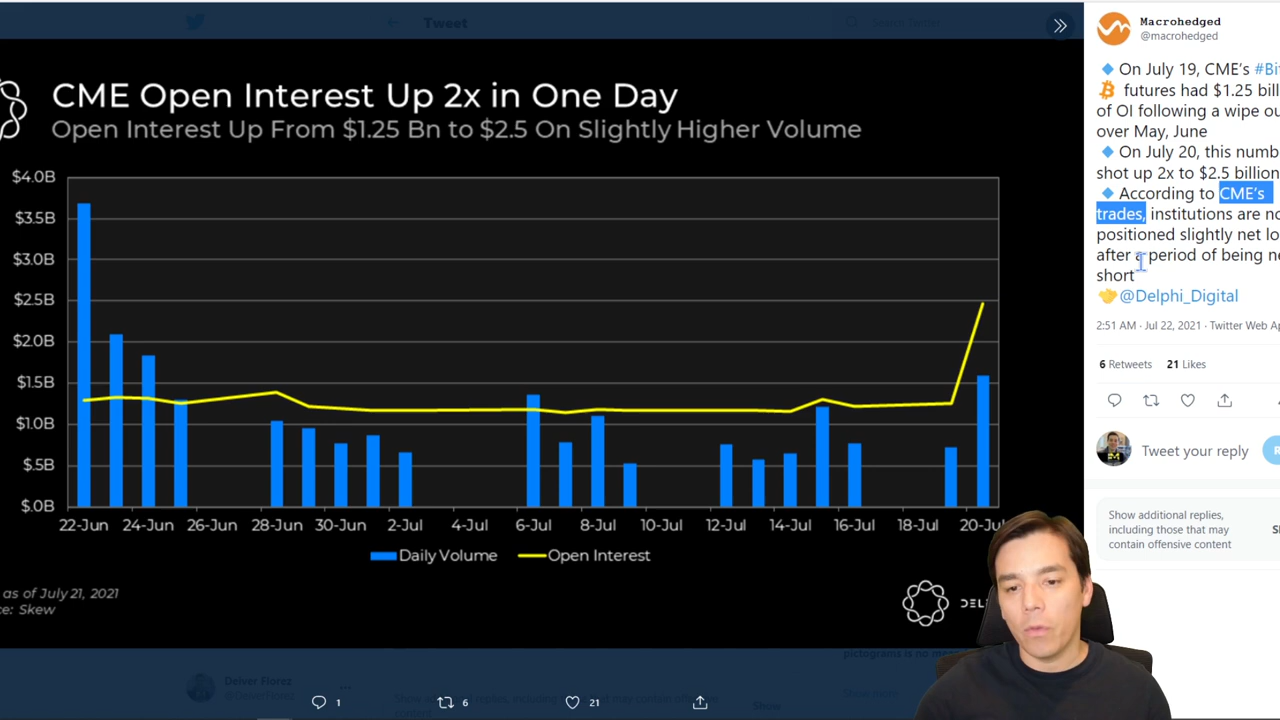 Tweet
CME Open Interest Up 2x in One Day
Open Interest Up From $1.25 Bn to $2.5 On Slightly Higher Volume
$4.0B
$3.5B
$3.0B
$2.5B
$2.0B
$1.5B
$1.0B
$.5B
$.0B
22-Jun 24-Jun 26-Jun 28-Jun 30-Jun 2-Jul 4-Jul 6-Jul 8-Jul 10-Jul 12-Jul 14-Jul 16-Jul 18-Jul 20-Jul
Daily Volume Open Interest
as of July 21, 2021
ce: Skew
DEL
Delver Florez
1 6 21
Macrohedged
@macrohedged
On July 19, CME's #Bit
futures had $1.25 bill
of OI following a wipe ou
over May, June
On July 20, this numb
shot up 2x to $2.5 billion
According to CME's
trades, institutions are no
positioned slightly net lo
after a period of being ne
short
@Delphi_Digital
2:51 AM · Jul 22, 2021 · Twitter Web Ap
6 Retweets 21 Likes
Tweet your reply
R
Show additional replies,
including those that may
contain offensive content